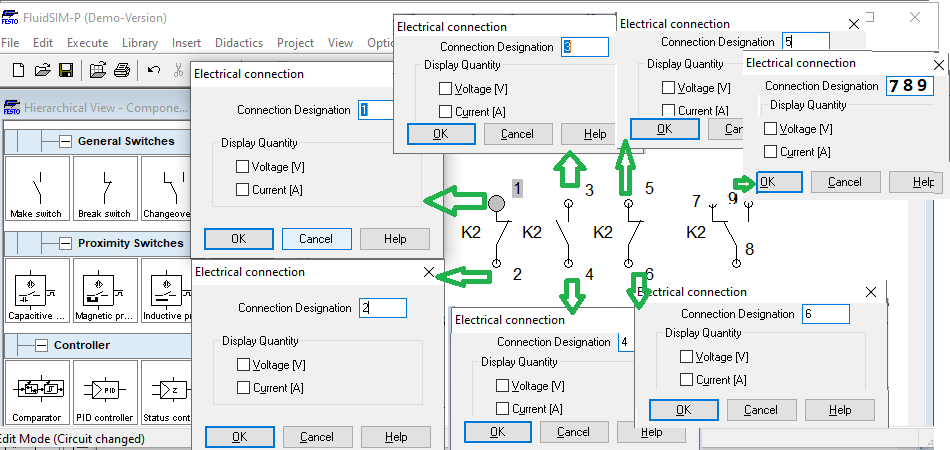 FESTO FluidSIM-P (Demo-Version)
File Edit Execute Library Insert Didactics Project View Opti
FESTO Hierarchical View - Compone...
General Switches
Make switch Break switch Changeove
Proximity Switches
Capacitive ... Magnetic pr... Inductive p
Controller
PID
Comparator PID controller Status cont
Edit Mode (Circuit changed)
Electrical connection
Connection Designation 1
Display Quantity
Voltage [V]
Current [A]
OK Cancel Help
Electrical connection
Connection Designation 3
Display Quantity
Voltage [V]
Current [A]
OK Cancel Help
Electrical connection
Connection Designation 5
Display Quantity
Voltage [V]
Current [A]
OK Can
Electrical connection
Connection Designation 7 8 9
Display Quantity
Voltage [V]
Current [A]
OK Cancel Help
1 3 5 7 9
K2 K2 K2 K2
2 4 6 8
Electrical connection
Connection Designation 2
Display Quantity
Voltage [V]
Current [A]
OK Cancel Help
Electrical connection
Connection Designation 4
Display Quantity
Voltage [V]
Current [A]
OK Cancel Help
Electrical connection
Connection Designation 6
Display Quantity
Voltage [V]
Current [A]
OK Cancel Help